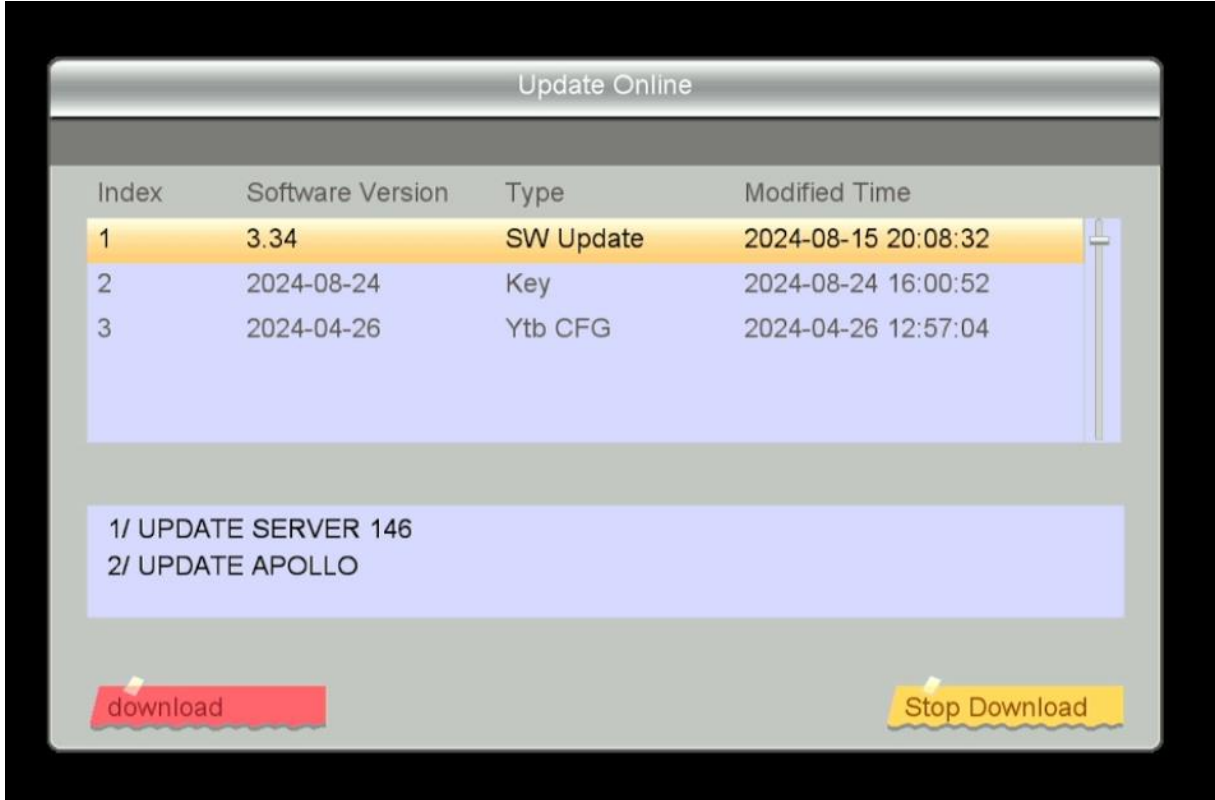 Update Online
Index Software Version Type Modified Time
1 3.34 SW Update 2024-08-15 20:08:32
2 2024-08-24 Key 2024-08-24 16:00:52
3 2024-04-26 Ytb CFG 2024-04-26 12:57:04
1/ UPDATE SERVER 146
2/ UPDATE APOLLO
download Stop Download